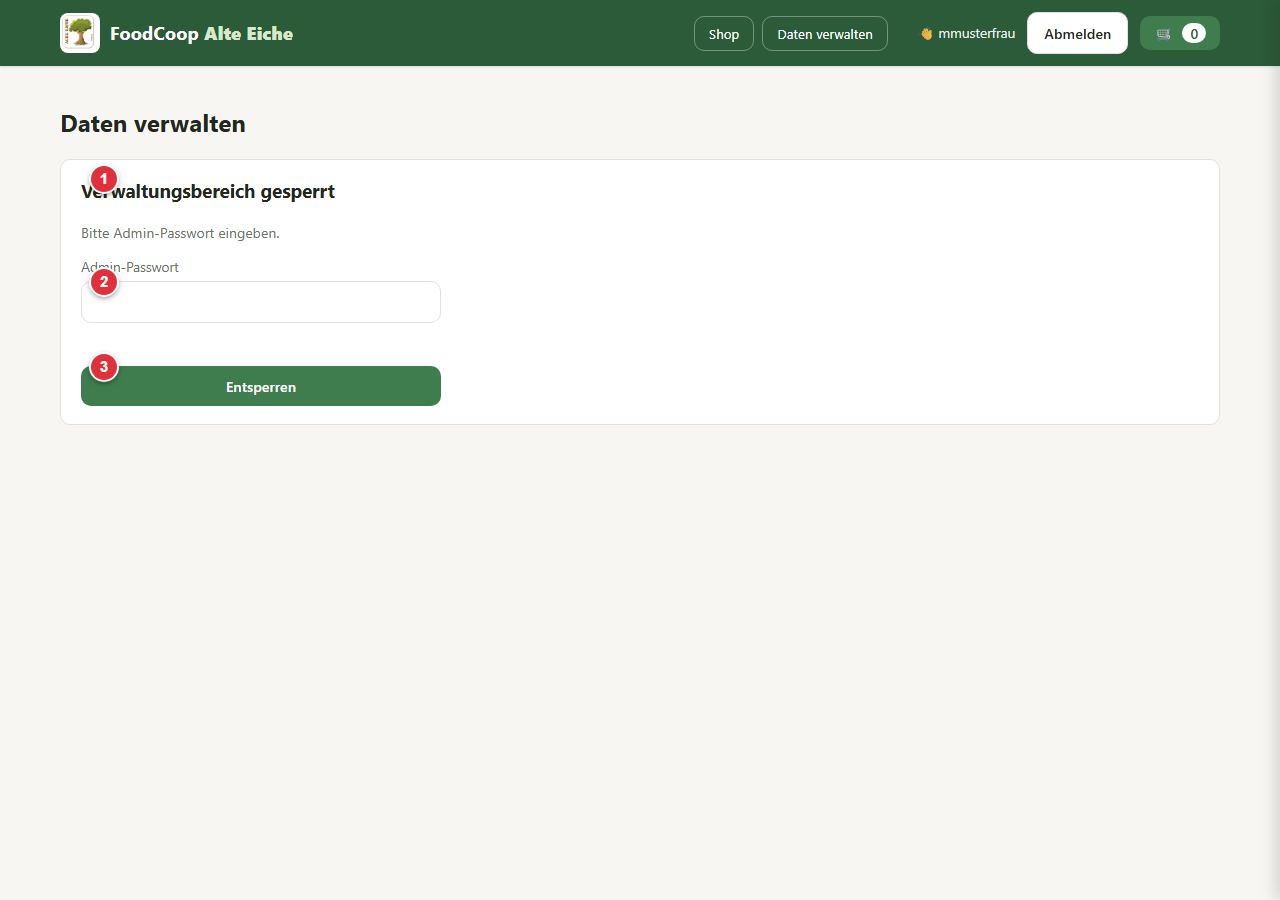 FoodCoop Alte Eiche
Shop
Daten verwalten
👋 mmusterfrau
Abmelden
🛒 0
Daten verwalten
1
Verwaltungsbereich gesperrt
Bitte Admin-Passwort eingeben.
Admin-Passwort
2
3
Entsperren